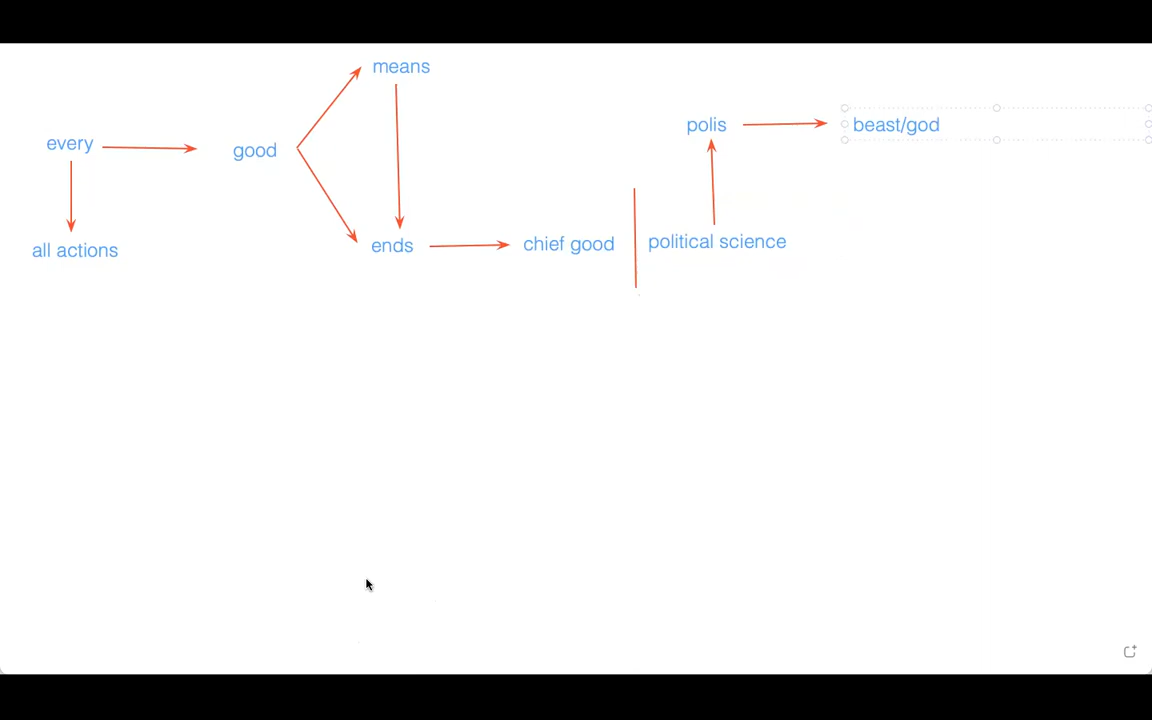 means
every
good
polis
beast/god
all actions
ends
chief good
political science